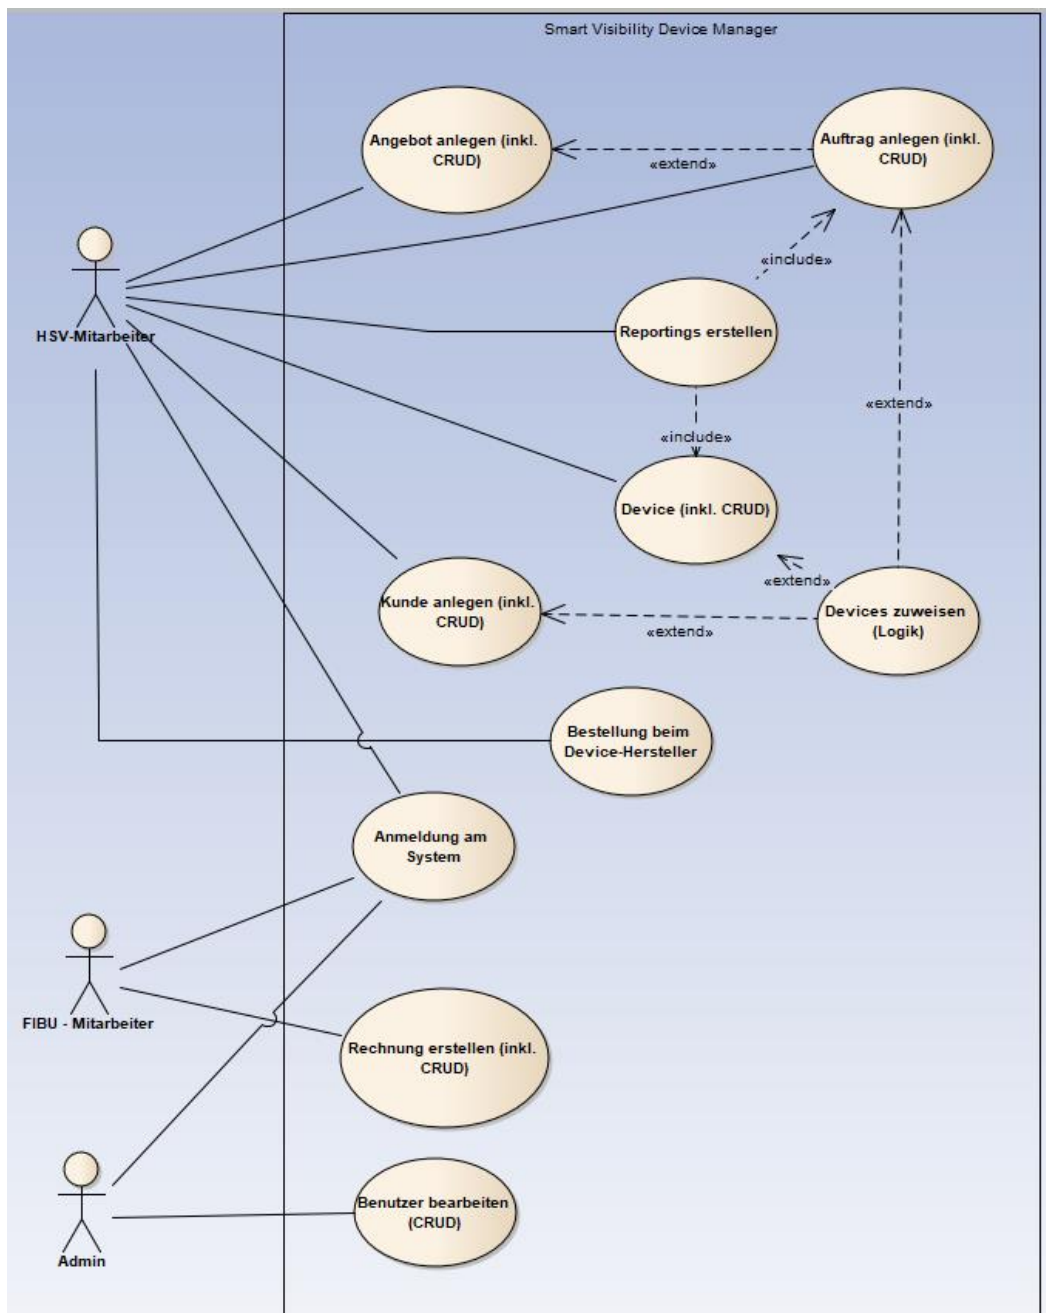 Smart Visibility Device Manager
Angebot anlegen (inkl.
CRUD)
Auftrag anlegen (inkl.
CRUD)
«extend»
«include»
HSV-Mitarbeiter
Reportings erstellen
«extend»
«include»
Device (inkl. CRUD)
«extend»
Kunde anlegen (inkl.
CRUD)
«extend»
Devices zuweisen
(Logik)
Bestellung beim
Device-Hersteller
Anmeldung am
System
FIBU - Mitarbeiter
Rechnung erstellen (inkl.
CRUD)
Benutzer bearbeiten
(CRUD)
Admin